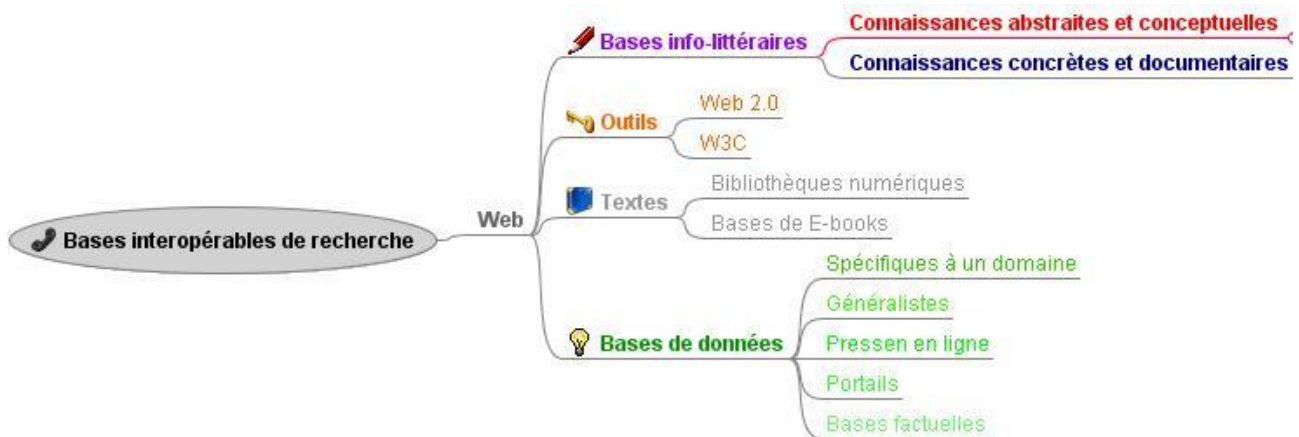 Bases interopérables de recherche
Web
Bases info-littéraires
Connaissances abstraites et conceptuelles
Connaissances concrètes et documentaires
Outils
Web 2.0
W3C
Textes
Bibliothèques numériques
Bases de E-books
Bases de données
Spécifiques à un domaine
Généralistes
Pressen en ligne
Portails
Bases factuelles